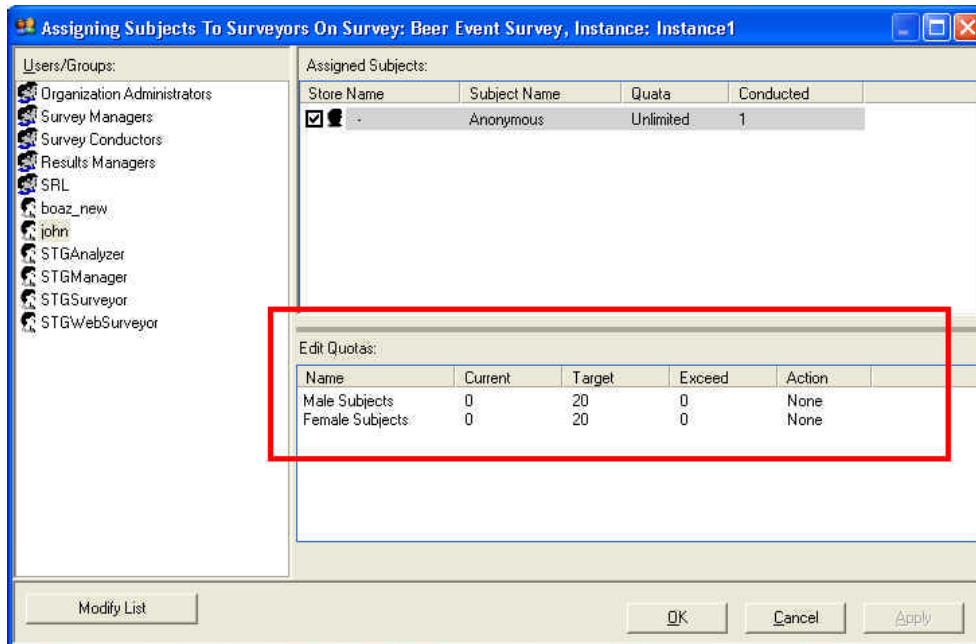 Assigning Subjects To Surveyors On Survey: Beer Event Survey, Instance: Instance1
Users/Groups:
Organization Administrators
Survey Managers
Survey Conductors
Results Managers
SRL
boaz_new
john
STGAnalyzer
STGManager
STGSurveyor
STGWebSurveyor
Assigned Subjects:
Store Name Subject Name Quata Conducted
- Anonymous Unlimited 1
Edit Quotas:
Name Current Target Exceed Action
Male Subjects 0 20 0 None
Female Subjects 0 20 0 None
Modify List
OK Cancel Apply